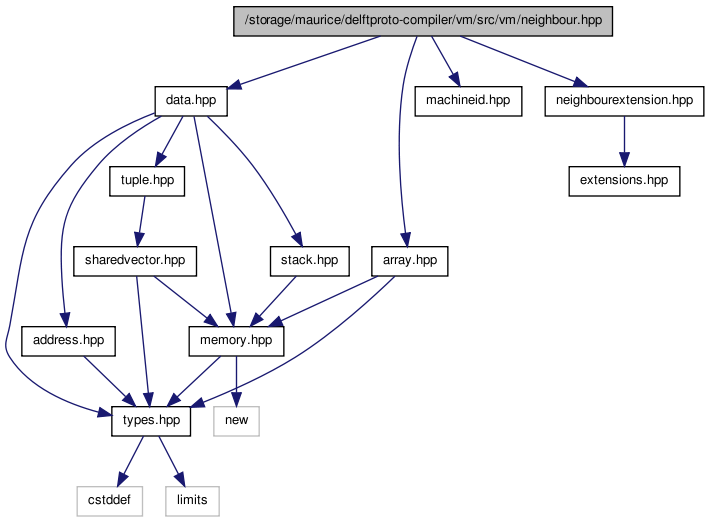 /storage/maurice/delftproto-compiler/vm/src/vm/neighbour.hpp
data.hpp
machineid.hpp
neighbourextension.hpp
tuple.hpp
extensions.hpp
sharedvector.hpp
stack.hpp
array.hpp
address.hpp
memory.hpp
types.hpp
new
cstddef
limits